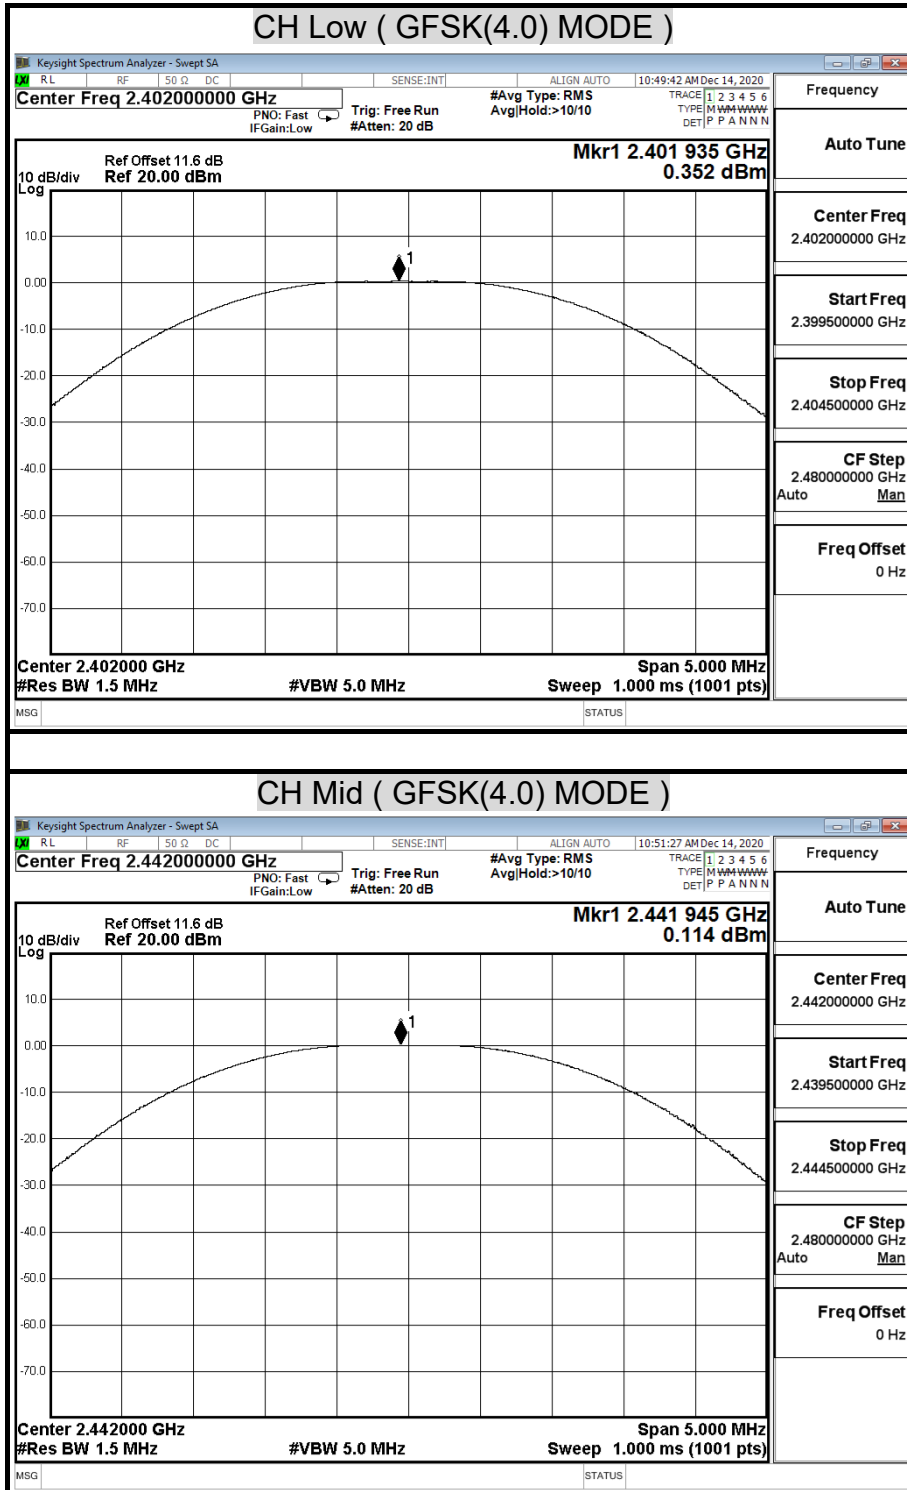 CH Low ( GFSK(4.0) MODE )
Keysight Spectrum Analyzer - Swept SA
LXI RL RF 50 Ω DC SENSE:INT ALIGN AUTO 10:49:42 AM Dec 14, 2020
Center Freq 2.402000000 GHz
PNO: Fast
IFGain:Low
Trig: Free Run
#Atten: 20 dB
#Avg Type: RMS
Avg|Hold:>10/10
TRACE 1 2 3 4 5 6
TYPE M WM WWWW
DET P P A N N N
Ref Offset 11.6 dB
10 dB/div Ref 20.00 dBm
Log
Mkr1 2.401 935 GHz
0.352 dBm
1
10.0
0.00
-10.0
-20.0
-30.0
-40.0
-50.0
-60.0
-70.0
Center 2.402000 GHz Span 5.000 MHz
#Res BW 1.5 MHz #VBW 5.0 MHz Sweep 1.000 ms (1001 pts)
MSG STATUS
Frequency
Auto Tune
Center Freq
2.402000000 GHz
Start Freq
2.399500000 GHz
Stop Freq
2.404500000 GHz
CF Step
2.480000000 GHz
Auto Man
Freq Offset
0 Hz
CH Mid ( GFSK(4.0) MODE )
Keysight Spectrum Analyzer - Swept SA
LXI RL RF 50 Ω DC SENSE:INT ALIGN AUTO 10:51:27 AM Dec 14, 2020
Center Freq 2.442000000 GHz
PNO: Fast
IFGain:Low
Trig: Free Run
#Atten: 20 dB
#Avg Type: RMS
Avg|Hold:>10/10
TRACE 1 2 3 4 5 6
TYPE M WM WWWW
DET P P A N N N
Ref Offset 11.6 dB
10 dB/div Ref 20.00 dBm
Log
Mkr1 2.441 945 GHz
0.114 dBm
1
10.0
0.00
-10.0
-20.0
-30.0
-40.0
-50.0
-60.0
-70.0
Center 2.442000 GHz Span 5.000 MHz
#Res BW 1.5 MHz #VBW 5.0 MHz Sweep 1.000 ms (1001 pts)
MSG STATUS
Frequency
Auto Tune
Center Freq
2.442000000 GHz
Start Freq
2.439500000 GHz
Stop Freq
2.444500000 GHz
CF Step
2.480000000 GHz
Auto Man
Freq Offset
0 Hz